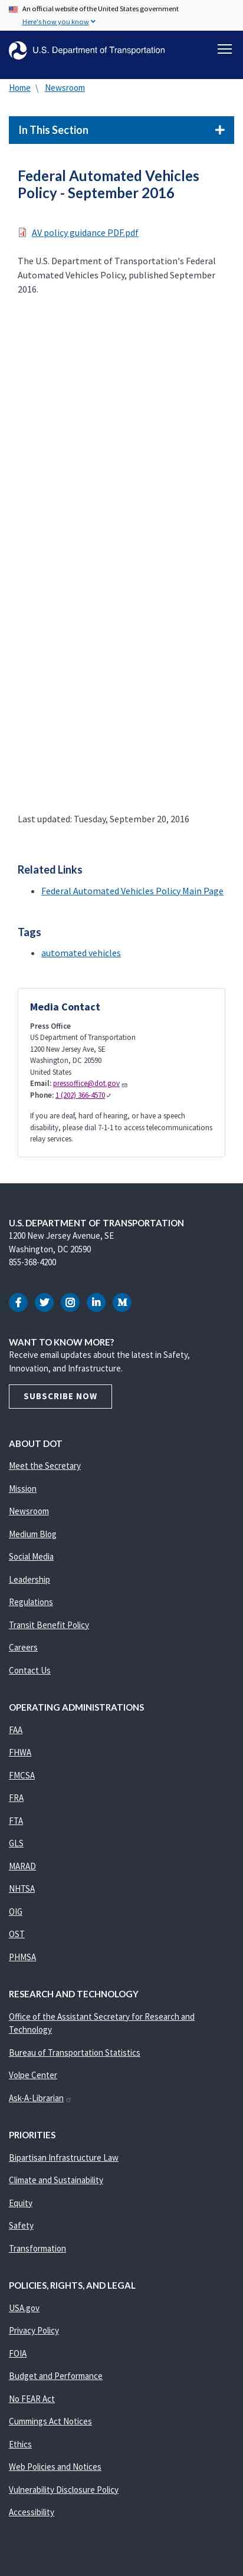 An official website of the United States government
Here's how you know
U.S. Department of Transportation
Home \ Newsroom
In This Section
Federal Automated Vehicles
Policy - September 2016
AV policy guidance PDF.pdf
The U.S. Department of Transportation's Federal
Automated Vehicles Policy, published September
2016.
Last updated: Tuesday, September 20, 2016
Related Links
Federal Automated Vehicles Policy Main Page
Tags
automated vehicles
Media Contact
Press Office
US Department of Transportation
1200 New Jersey Ave, SE
Washington, DC 20590
United States
Email: pressoffice@dot.gov
Phone: 1 (202) 366-4570
If you are deaf, hard of hearing, or have a speech
disability, please dial 7-1-1 to access telecommunications
relay services.
U.S. DEPARTMENT OF TRANSPORTATION
1200 New Jersey Avenue, SE
Washington, DC 20590
855-368-4200
WANT TO KNOW MORE?
Receive email updates about the latest in Safety,
Innovation, and Infrastructure.
SUBSCRIBE NOW
ABOUT DOT
Meet the Secretary
Mission
Newsroom
Medium Blog
Social Media
Leadership
Regulations
Transit Benefit Policy
Careers
Contact Us
OPERATING ADMINISTRATIONS
FAA
FHWA
FMCSA
FRA
FTA
GLS
MARAD
NHTSA
OIG
OST
PHMSA
RESEARCH AND TECHNOLOGY
Office of the Assistant Secretary for Research and
Technology
Bureau of Transportation Statistics
Volpe Center
Ask-A-Librarian
PRIORITIES
Bipartisan Infrastructure Law
Climate and Sustainability
Equity
Safety
Transformation
POLICIES, RIGHTS, AND LEGAL
USA.gov
Privacy Policy
FOIA
Budget and Performance
No FEAR Act
Cummings Act Notices
Ethics
Web Policies and Notices
Vulnerability Disclosure Policy
Accessibility